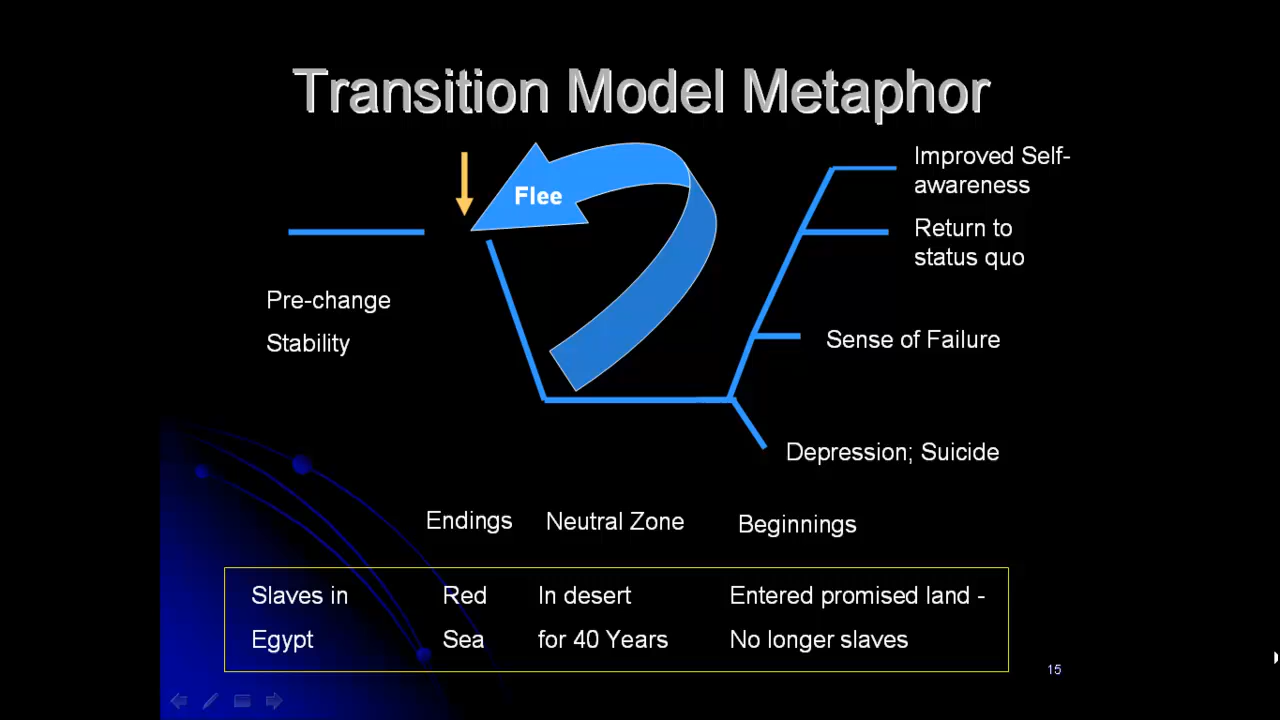 Transition Model Metaphor
Flee
Improved Self-
awareness
Return to
status quo
Pre-change
Stability
Sense of Failure
Depression; Suicide
Endings
Neutral Zone
Beginnings
Slaves in
Egypt
Red
Sea
In desert
for 40 Years
Entered promised land -
No longer slaves
15